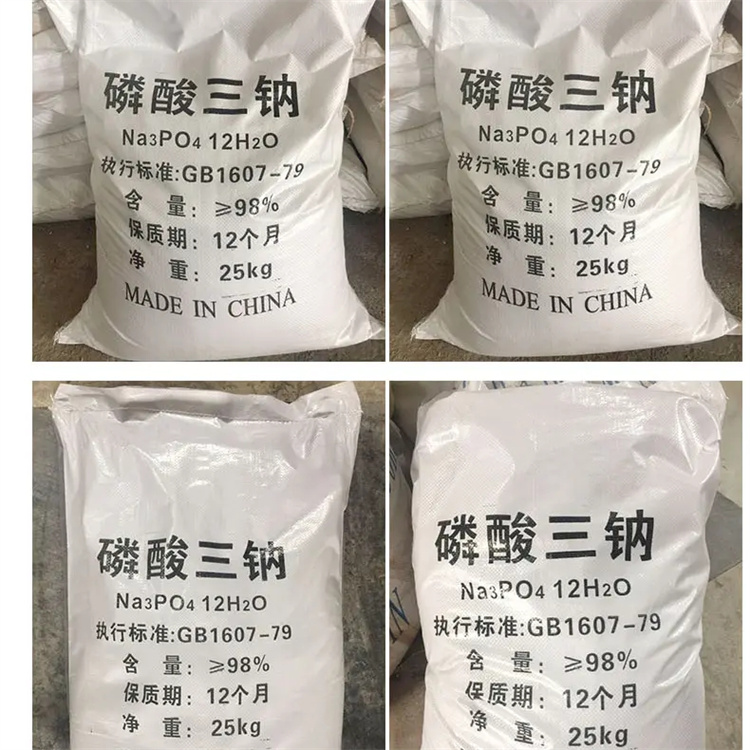 磷酸三钠
Na3PO4 12H2O
执行标准:GB1607-79
含 量: ≥98%
保质期: 12个月
净 重: 25kg
MADE IN CHINA
磷酸三钠
Na3PO4 12H2O
执行标准:GB1607-79
含 量: ≥98%
保质期: 12个月
净 重: 25kg
MADE IN CHINA
磷酸三钠
Na3PO4 12H2O
执行标准:GB1607-79
含 量: ≥98%
保质期: 12个月
净 重: 25kg
磷酸三钠
Na3PO4 12H2O
执行标准:GB1607-79
含 量: ≥98%
保质期: 12个月
净 重: 25kg